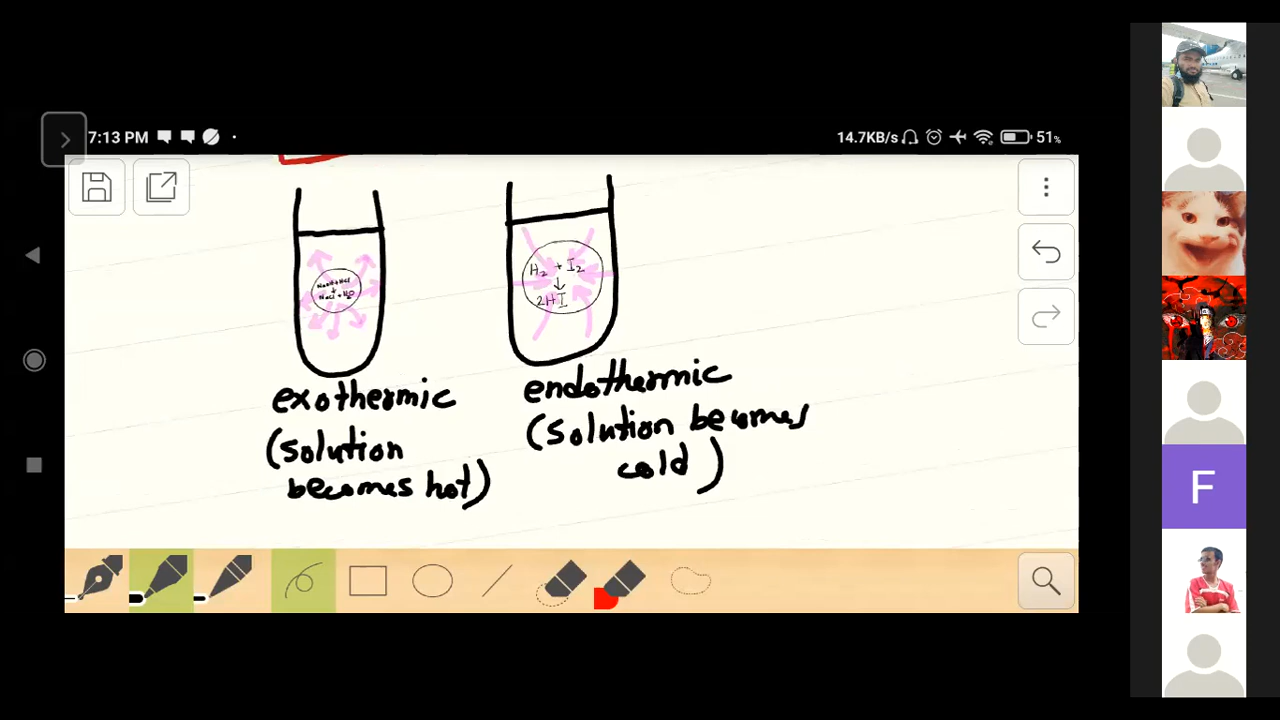 7:13 PM
14.7KB/s
51%
NaOH + HCl
↓
NaCl + H2O
H2 + I2
↓
2HI
exothermic
(solution
becomes hot)
endothermic
(solution becomes
cold)
F